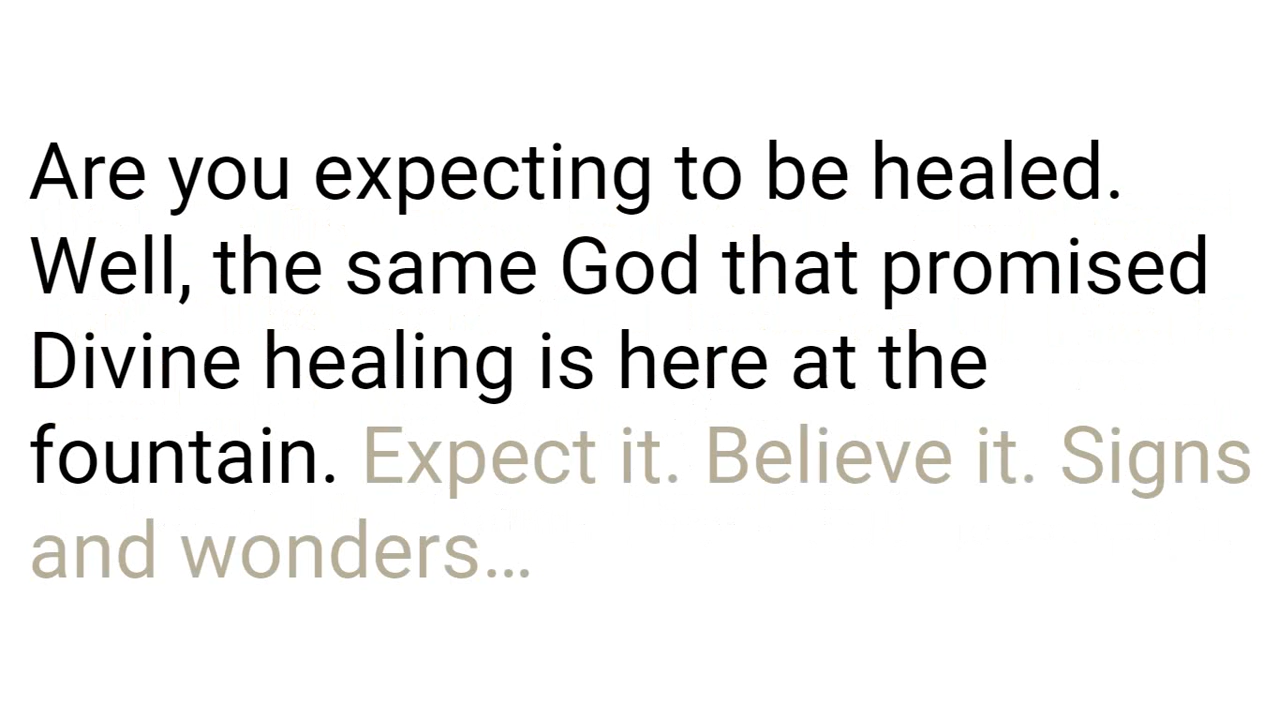 Are you expecting to be healed.
Well, the same God that promised
Divine healing is here at the
fountain. Expect it. Believe it. Signs
and wonders...